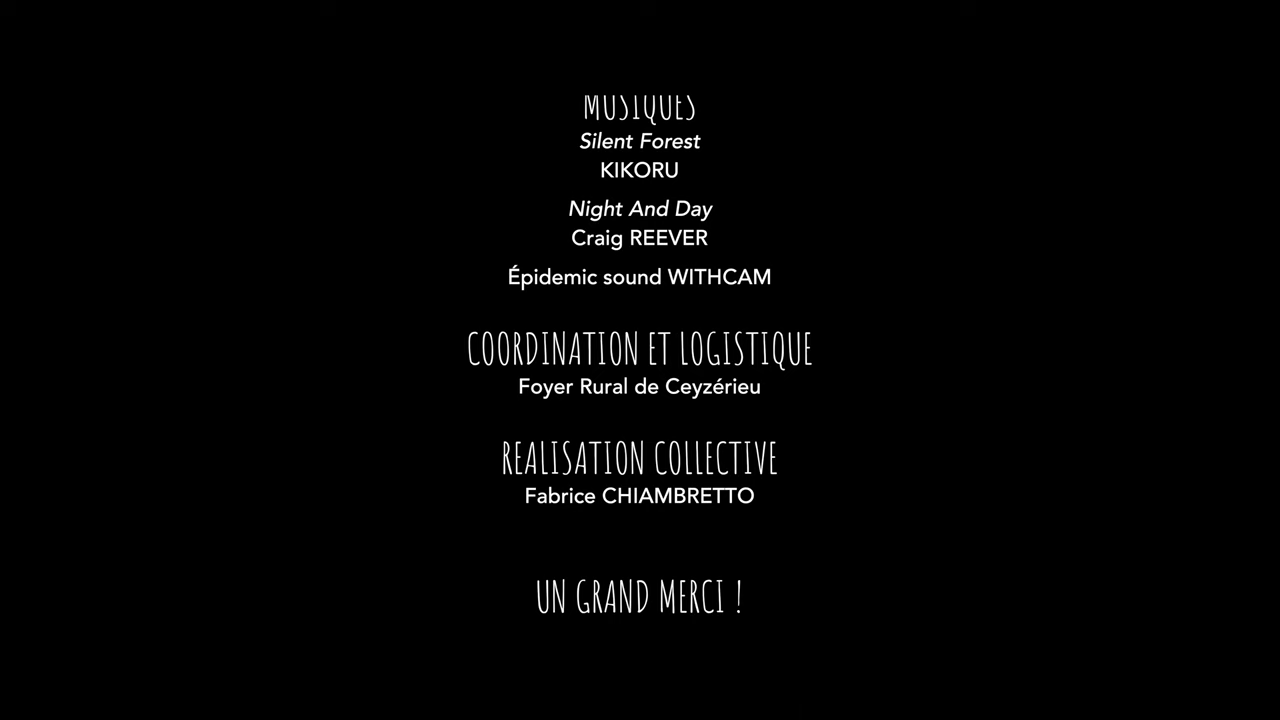 MUSIQUES
Silent Forest
KIKORU
Night And Day
Craig REEVER
Épidemic sound WITHCAM
COORDINATION ET LOGISTIQUE
Foyer Rural de Ceyzérieu
REALISATION COLLECTIVE
Fabrice CHIAMBRETTO
UN GRAND MERCI !